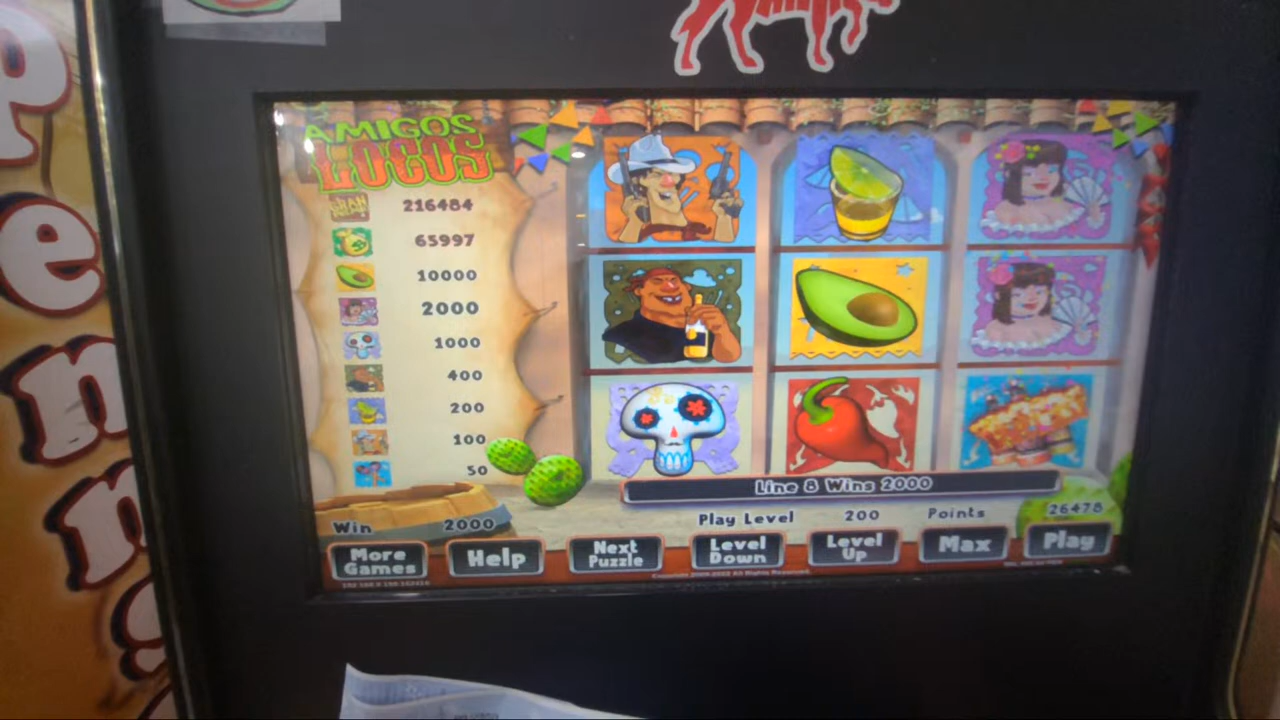 Penn
AMIGOS
LOCOS
216484
65997
10000
2000
1000
400
200
100
50
Line 8 Wins 2000
Win 2000
Play Level 200 Points 26478
More Games
Help
Next Puzzle
Level Down
Level Up
Max
Play